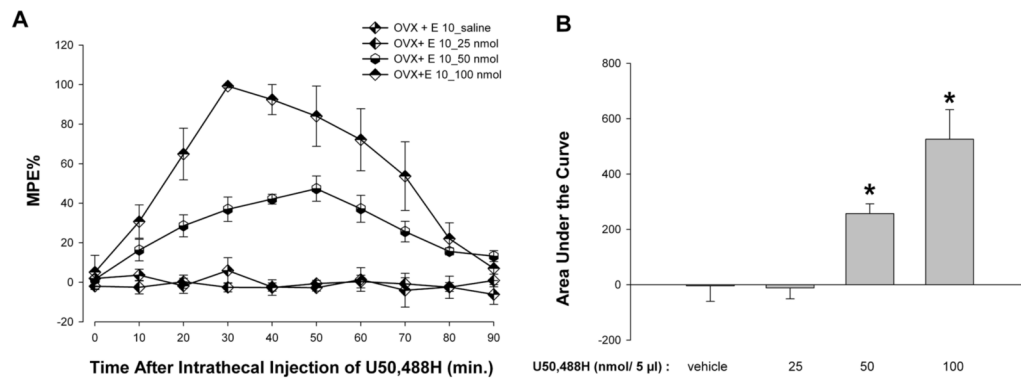 A
OVX + E 10_saline
OVX+ E 10_25 nmol
OVX+ E 10_50 nmol
OVX+E 10_100 nmol
120
100
80
60
40
20
0
-20
MPE%
0 10 20 30 40 50 60 70 80 90
Time After Intrathecal Injection of U50,488H (min.)
B
800
600
400
200
0
-200
Area Under the Curve
*
*
U50,488H (nmol/ 5 µl) : vehicle 25 50 100